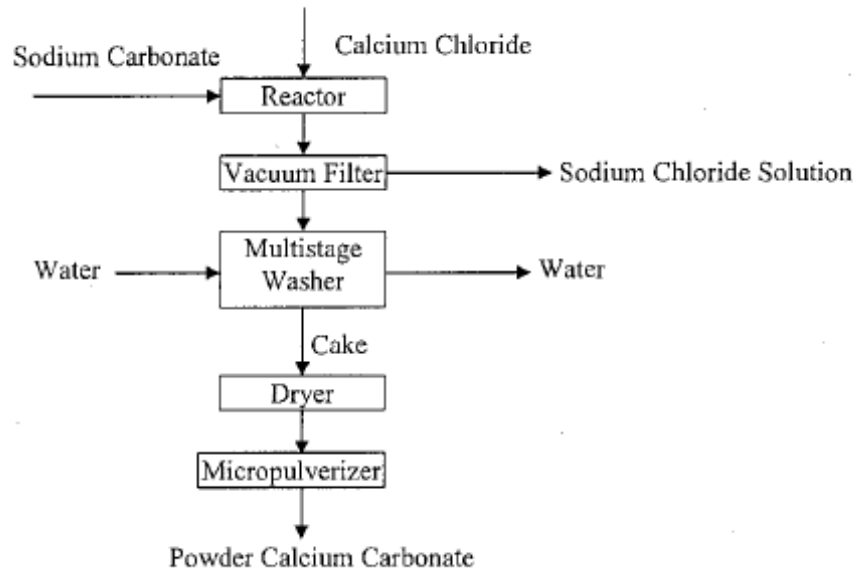 Calcium Chloride
Sodium Carbonate
Reactor
Vacuum Filter
Sodium Chloride Solution
Multistage
Washer
Water
Water
Cake
Dryer
Micropulverizer
Powder Calcium Carbonate